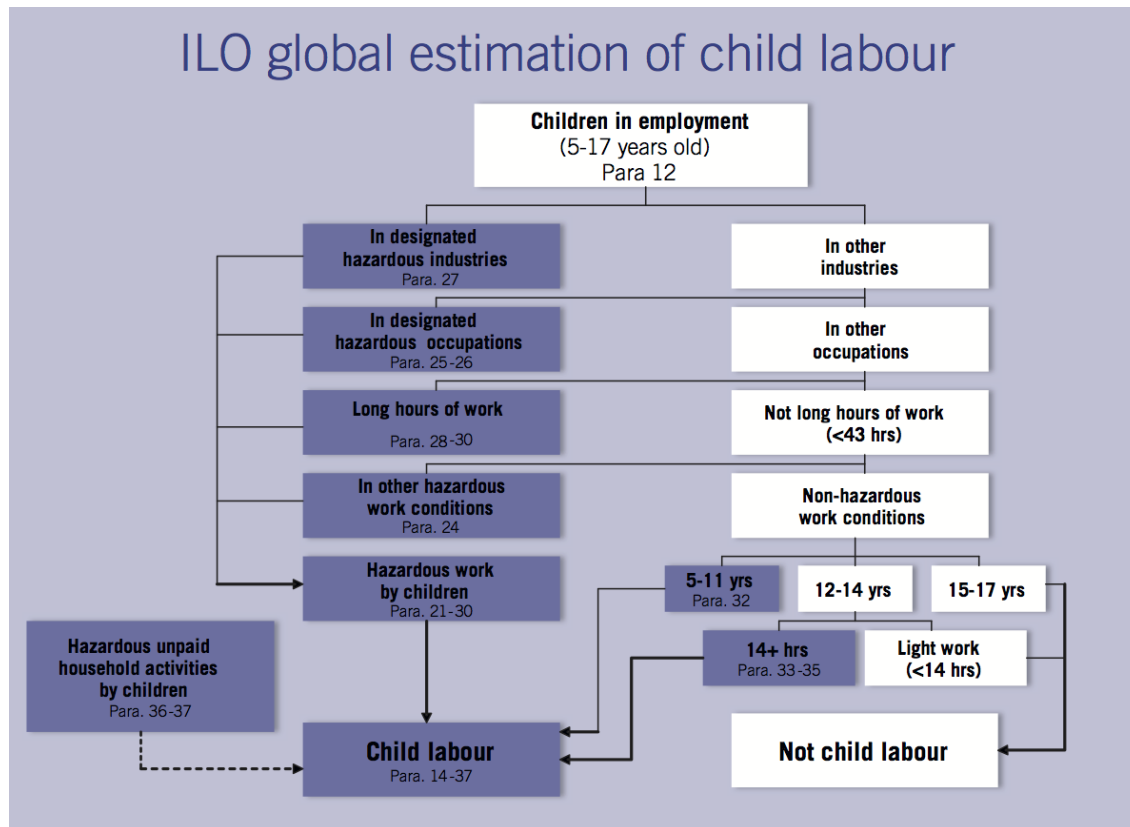 ILO global estimation of child labour
Children in employment
(5-17 years old)
Para 12
In designated
hazardous industries
Para. 27
In other
industries
In designated
hazardous occupations
Para. 25-26
In other
occupations
Long hours of work
Para. 28-30
Not long hours of work
(<43 hrs)
In other hazardous
work conditions
Para. 24
Non-hazardous
work conditions
Hazardous work
by children
Para. 21-30
5-11 yrs
Para. 32
12-14 yrs
15-17 yrs
Hazardous unpaid
household activities
by children
Para. 36-37
14+ hrs
Para. 33-35
Light work
(<14 hrs)
Child labour
Para. 14-37
Not child labour